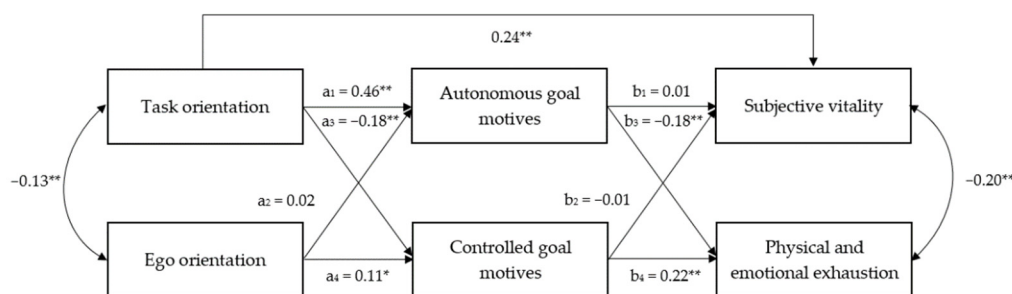 0.24**
Task orientation
a₁ = 0.46**
a₃ = −0.18**
Autonomous goal
motives
b₁ = 0.01
b₃ = −0.18**
Subjective vitality
−0.13**
a₂ = 0.02
b₂ = −0.01
−0.20**
Ego orientation
a₄ = 0.11*
Controlled goal
motives
b₄ = 0.22**
Physical and
emotional exhaustion